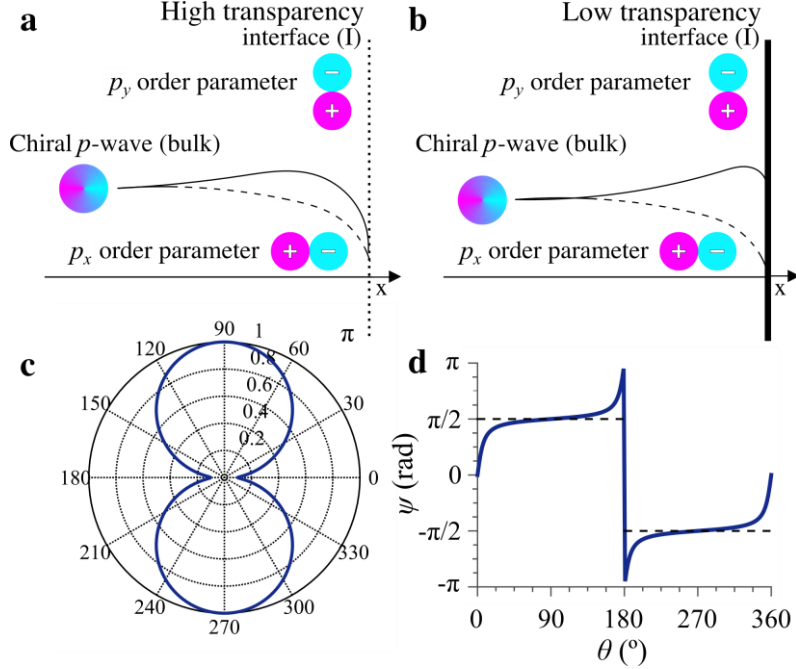 a
High transparency
interface (I)
−
p_y order parameter
+
Chiral p-wave (bulk)
p_x order parameter
+
−
x
b
Low transparency
interface (I)
−
p_y order parameter
+
Chiral p-wave (bulk)
p_x order parameter
+
−
x
c
π
90
1
120
60
0.8
0.6
150
30
0.4
0.2
180
0
210
330
240
300
270
d
π
π/2
0
-π/2
-π
ψ (rad)
0
90
180
270
360
θ (º)